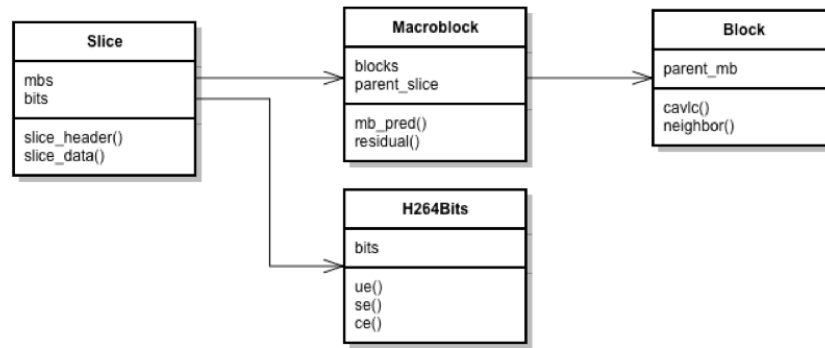 Slice
mbs
bits
slice_header()
slice_data()
Macroblock
blocks
parent_slice
mb_pred()
residual()
Block
parent_mb
cavlc()
neighbor()
H264Bits
bits
ue()
se()
ce()